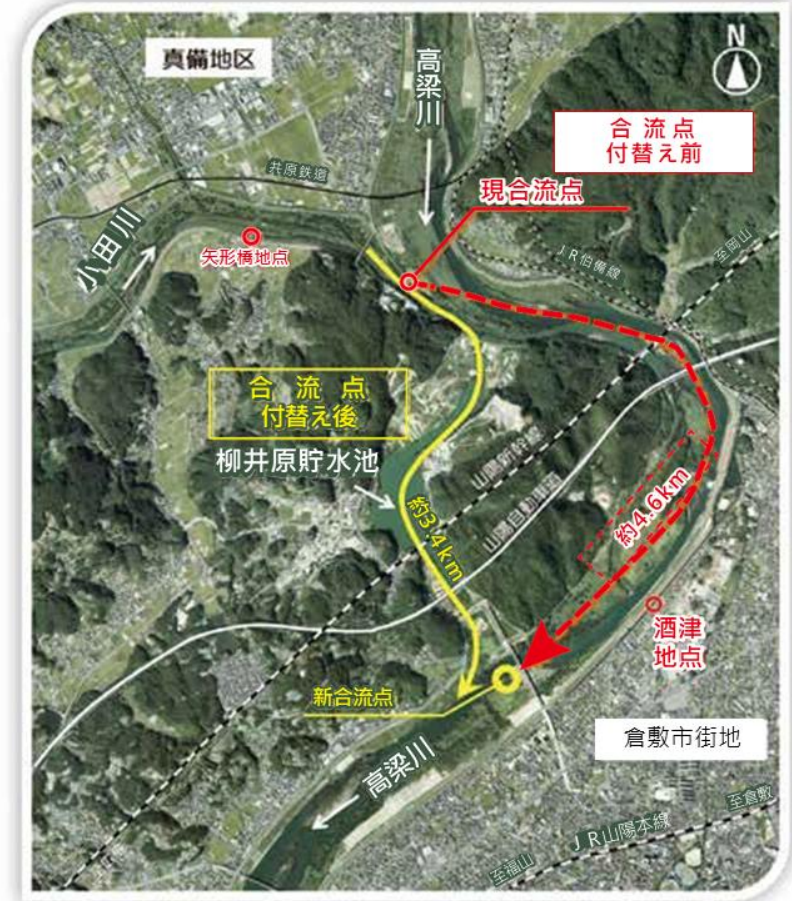 真備地区
高梁川
N
合流点
付替え前
井原鉄道
現合流点
小田川
矢形橋地点
JR伯備線
至岡山
合流点
付替え後
柳井原貯水池
山陽新幹線
山陽自動車道
約3.4km
約4.6km
酒津
地点
新合流点
倉敷市街地
高梁川
至倉敷
JR山陽本線
至福山